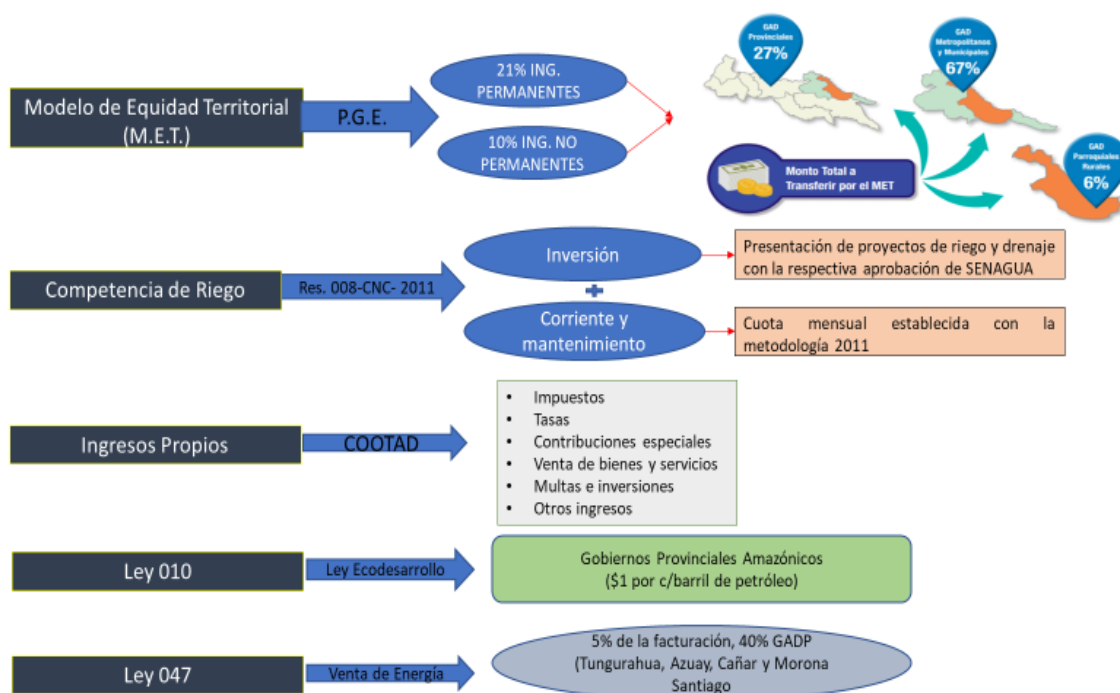 Modelo de Equidad Territorial
(M.E.T.)
P.G.E.
21% ING.
PERMANENTES
10% ING. NO
PERMANENTES
GAD
Provinciales
27%
GAD
Metropolitanos
y Municipales
67%
GAD
Parroquiales
Rurales
6%
Monto Total a
Transferir por el MET
Competencia de Riego
Res. 008-CNC- 2011
Inversión
Corriente y
mantenimiento
Presentación de proyectos de riego y drenaje
con la respectiva aprobación de SENAGUA
Cuota mensual establecida con la
metodología 2011
Ingresos Propios
COOTAD
• Impuestos
• Tasas
• Contribuciones especiales
• Venta de bienes y servicios
• Multas e inversiones
• Otros ingresos
Ley 010
Ley Ecodesarrollo
Gobiernos Provinciales Amazónicos
($1 por c/barril de petróleo)
Ley 047
Venta de Energía
5% de la facturación, 40% GADP
(Tungurahua, Azuay, Cañar y Morona
Santiago